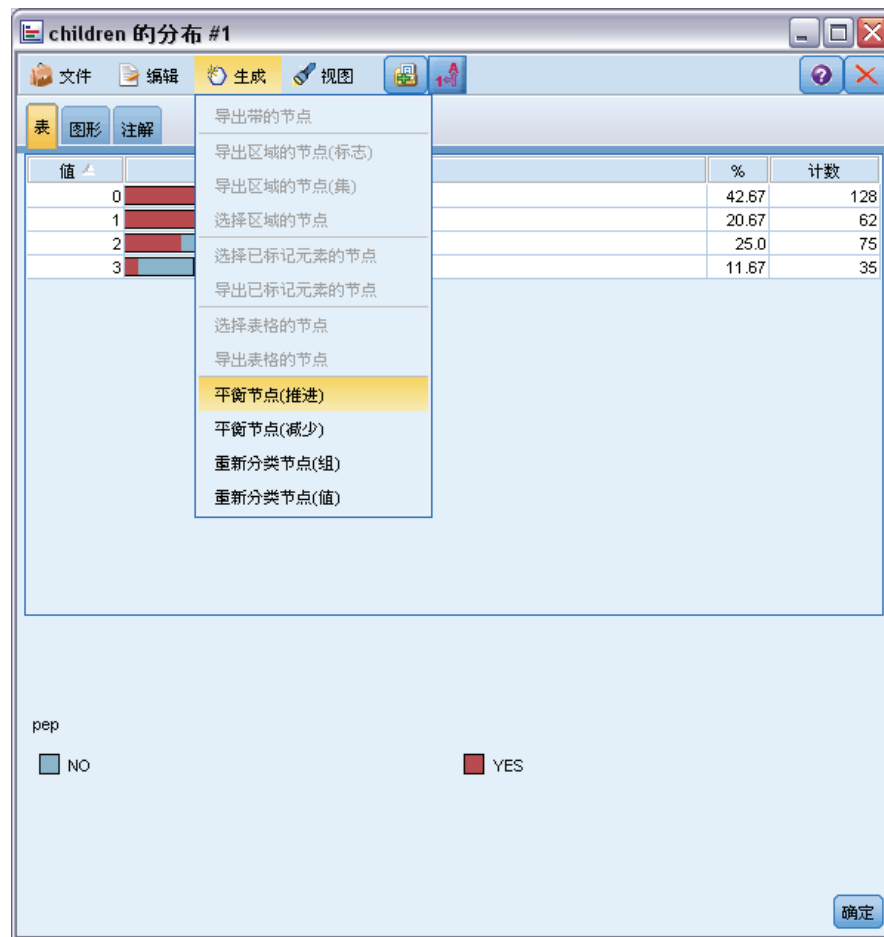 children 的分布 #1
文件 编辑 生成 视图
表 图形 注解
导出带的节点
导出区域的节点(标志)
导出区域的节点(集)
选择区域的节点
选择已标记元素的节点
导出已标记元素的节点
选择表格的节点
导出表格的节点
平衡节点(推进)
平衡节点(减少)
重新分类节点(组)
重新分类节点(值)
值 % 计数
0 42.67 128
1 20.67 62
2 25.0 75
3 11.67 35
pep
NO YES
确定